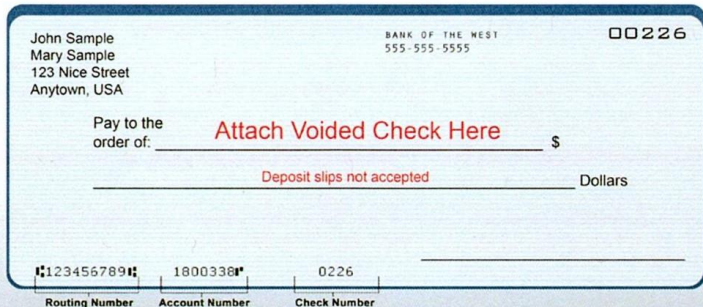 John Sample
Mary Sample
123 Nice Street
Anytown, USA
BANK OF THE WEST
555-555-5555
00226
Pay to the
order of:
Attach Voided Check Here
$
Deposit slips not accepted
Dollars
⑆123456789⑆ 1800338⑈ 0226
Routing Number Account Number Check Number